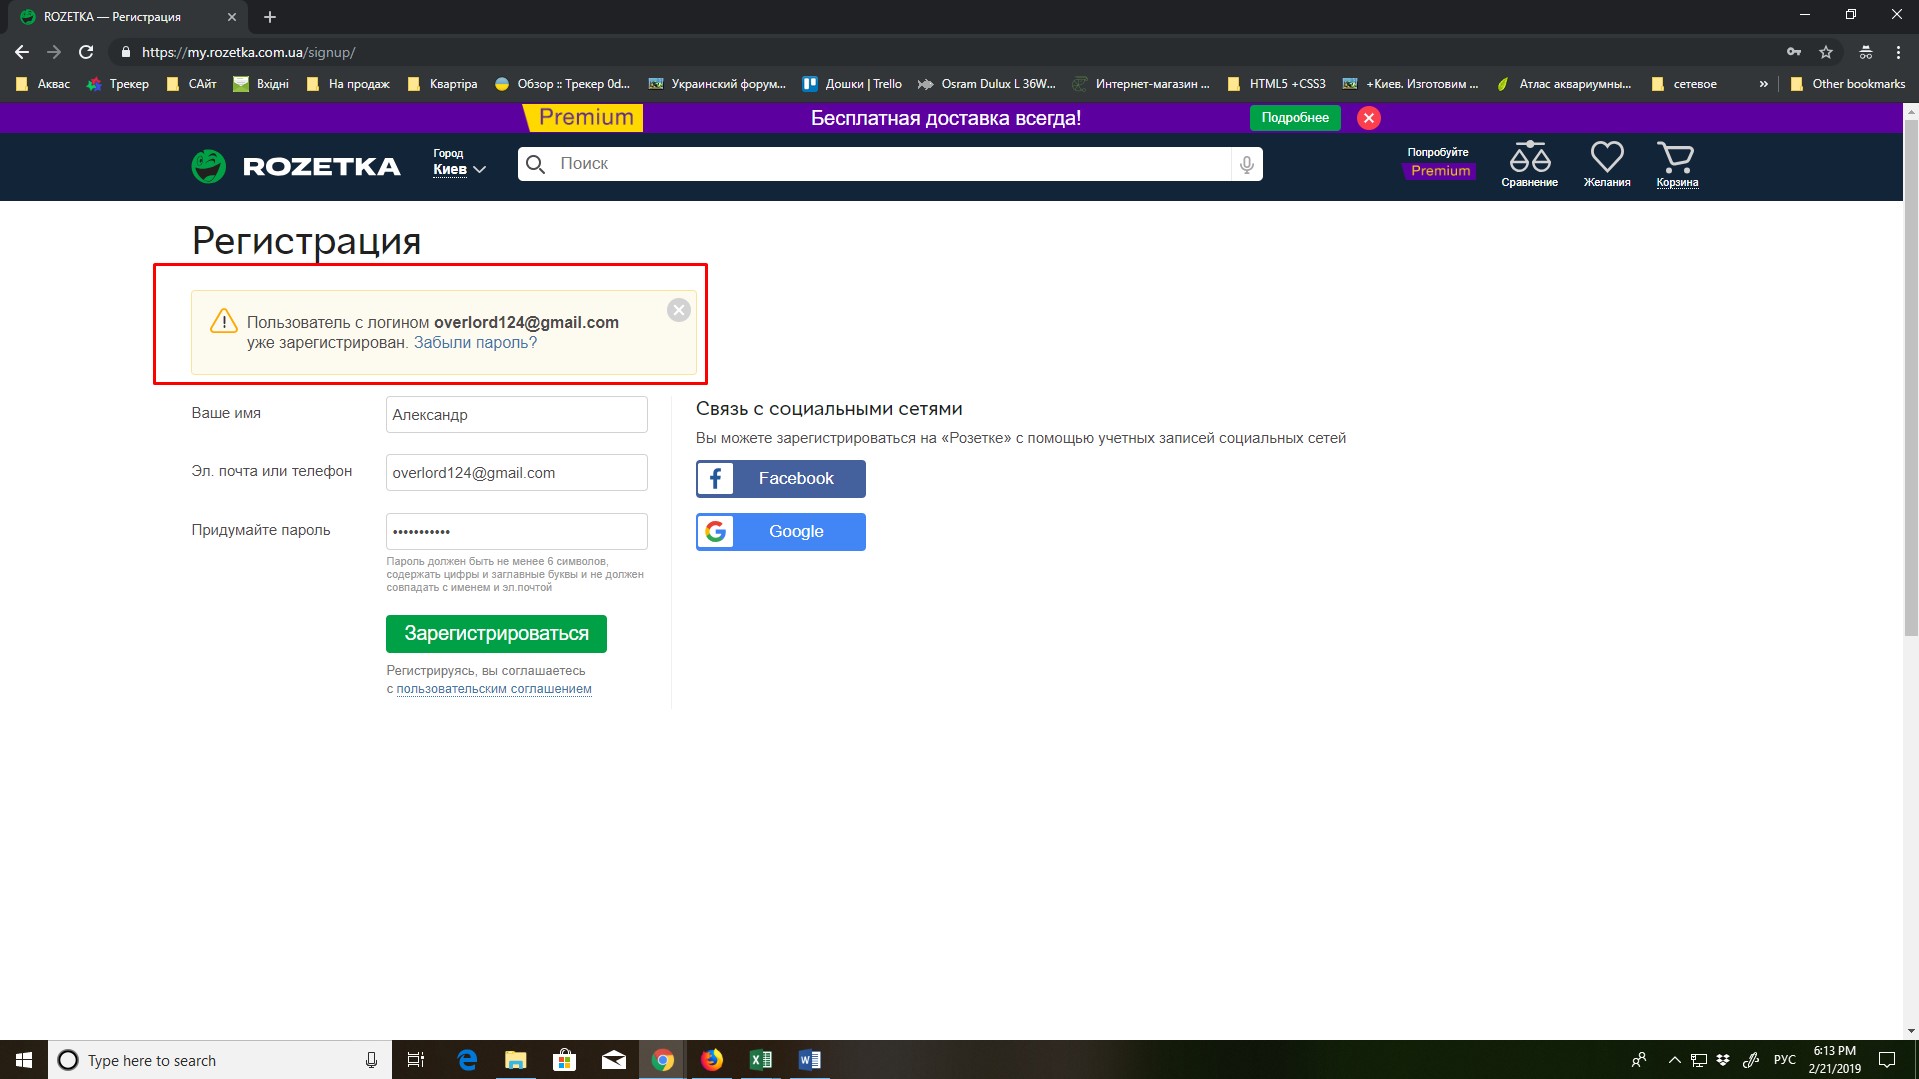 ROZETKA — Регистрация
https://my.rozetka.com.ua/signup/
Аквас
Трекер
САйт
Вхідні
На продаж
Квартіра
Обзор :: Трекер 0d...
Украинский форум...
Дошки | Trello
Osram Dulux L 36W...
Интернет-магазин ...
HTML5 +CSS3
+Киев. Изготовим ...
Атлас аквариумны...
сетевое
»
Other bookmarks
Premium
Бесплатная доставка всегда!
Подробнее
ROZETKA
Город
Киев
Поиск
Попробуйте
Premium
Сравнение
Желания
Корзина
Регистрация
Пользователь с логином overlord124@gmail.com
уже зарегистрирован. Забыли пароль?
Ваше имя
Александр
Эл. почта или телефон
overlord124@gmail.com
Придумайте пароль
•••••••••••
Пароль должен быть не менее 6 символов,
содержать цифры и заглавные буквы и не должен
совпадать с именем и эл.почтой
Зарегистрироваться
Регистрируясь, вы соглашаетесь
с пользовательским соглашением
Связь с социальными сетями
Вы можете зарегистрироваться на «Розетке» с помощью учетных записей социальных сетей
Facebook
Google
Type here to search
РУС
6:13 PM
2/21/2019